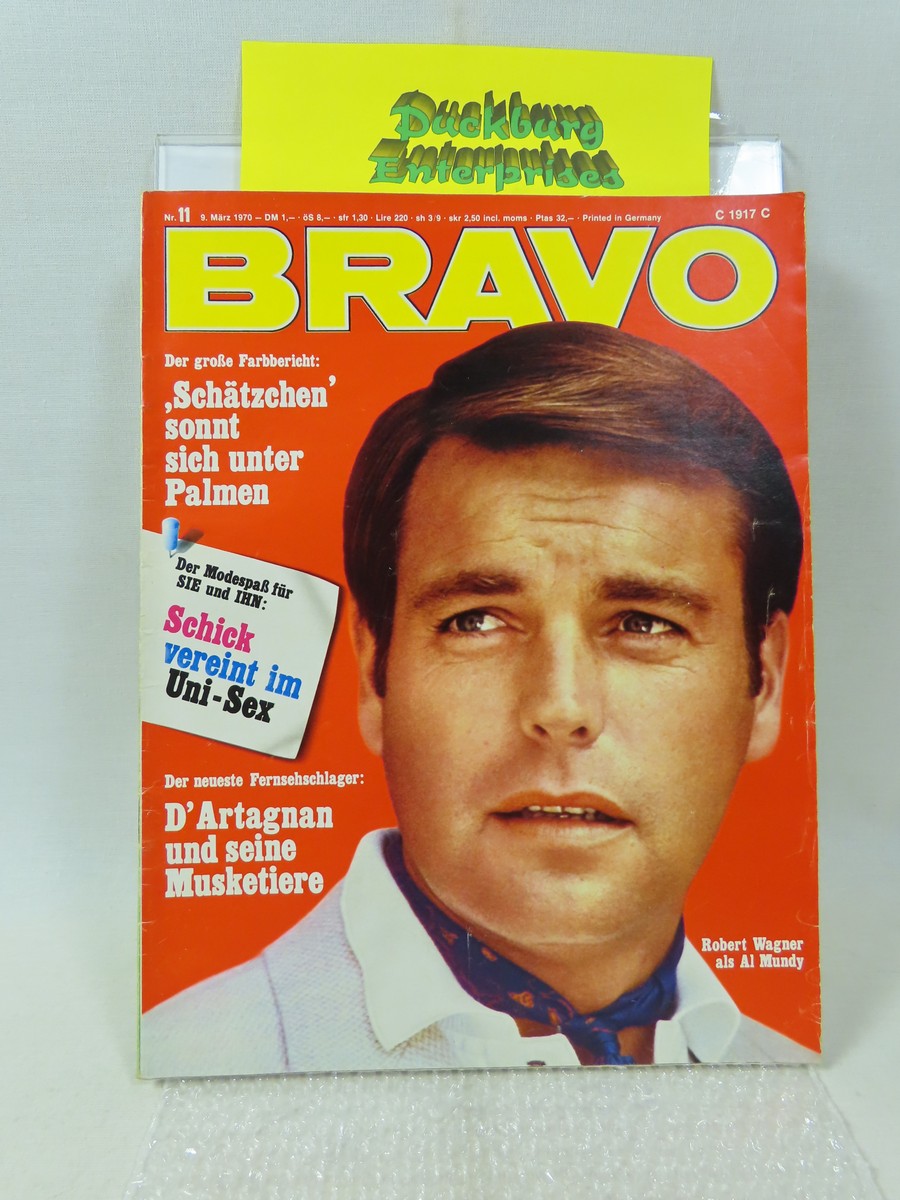 Duckburg
Enterprises
Nr. 11 9. März 1970 — DM 1,— · öS 8,— · sfr 1,30 · Lire 220 · sh 3/9 · skr 2,50 incl. moms · Ptas 32,— · Printed in Germany C 1917 C
BRAVO
Der große Farbbericht:
‚Schätzchen’
sonnt
sich unter
Palmen
Der Modespaß für
SIE und IHN:
Schick
vereint im
Uni-Sex
Der neueste Fernsehschlager:
D’Artagnan
und seine
Musketiere
Robert Wagner
als Al Mundy